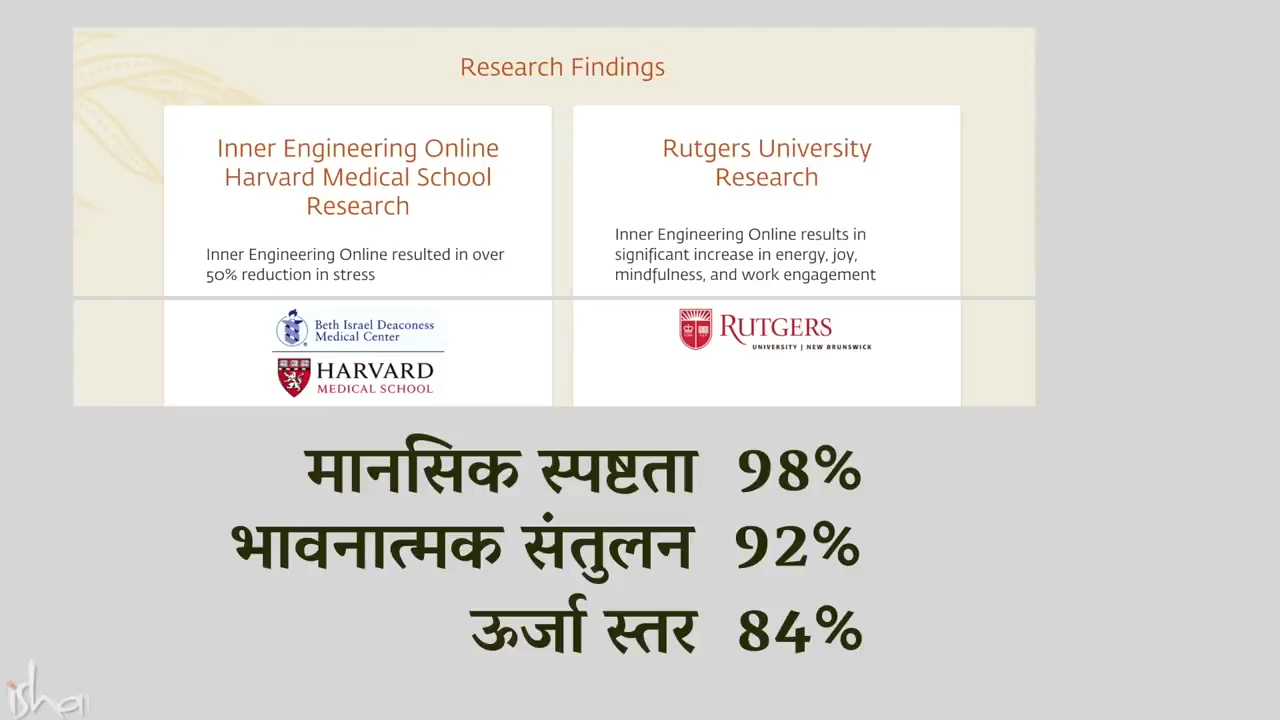 Research Findings
Inner Engineering Online
Harvard Medical School
Research
Inner Engineering Online resulted in over
50% reduction in stress
Beth Israel Deaconess
Medical Center
HARVARD
MEDICAL SCHOOL
Rutgers University
Research
Inner Engineering Online results in
significant increase in energy, joy,
mindfulness, and work engagement
RUTGERS
UNIVERSITY | NEW BRUNSWICK
मानसिक स्पष्टता 98%
भावनात्मक संतुलन 92%
ऊर्जा स्तर 84%
isha